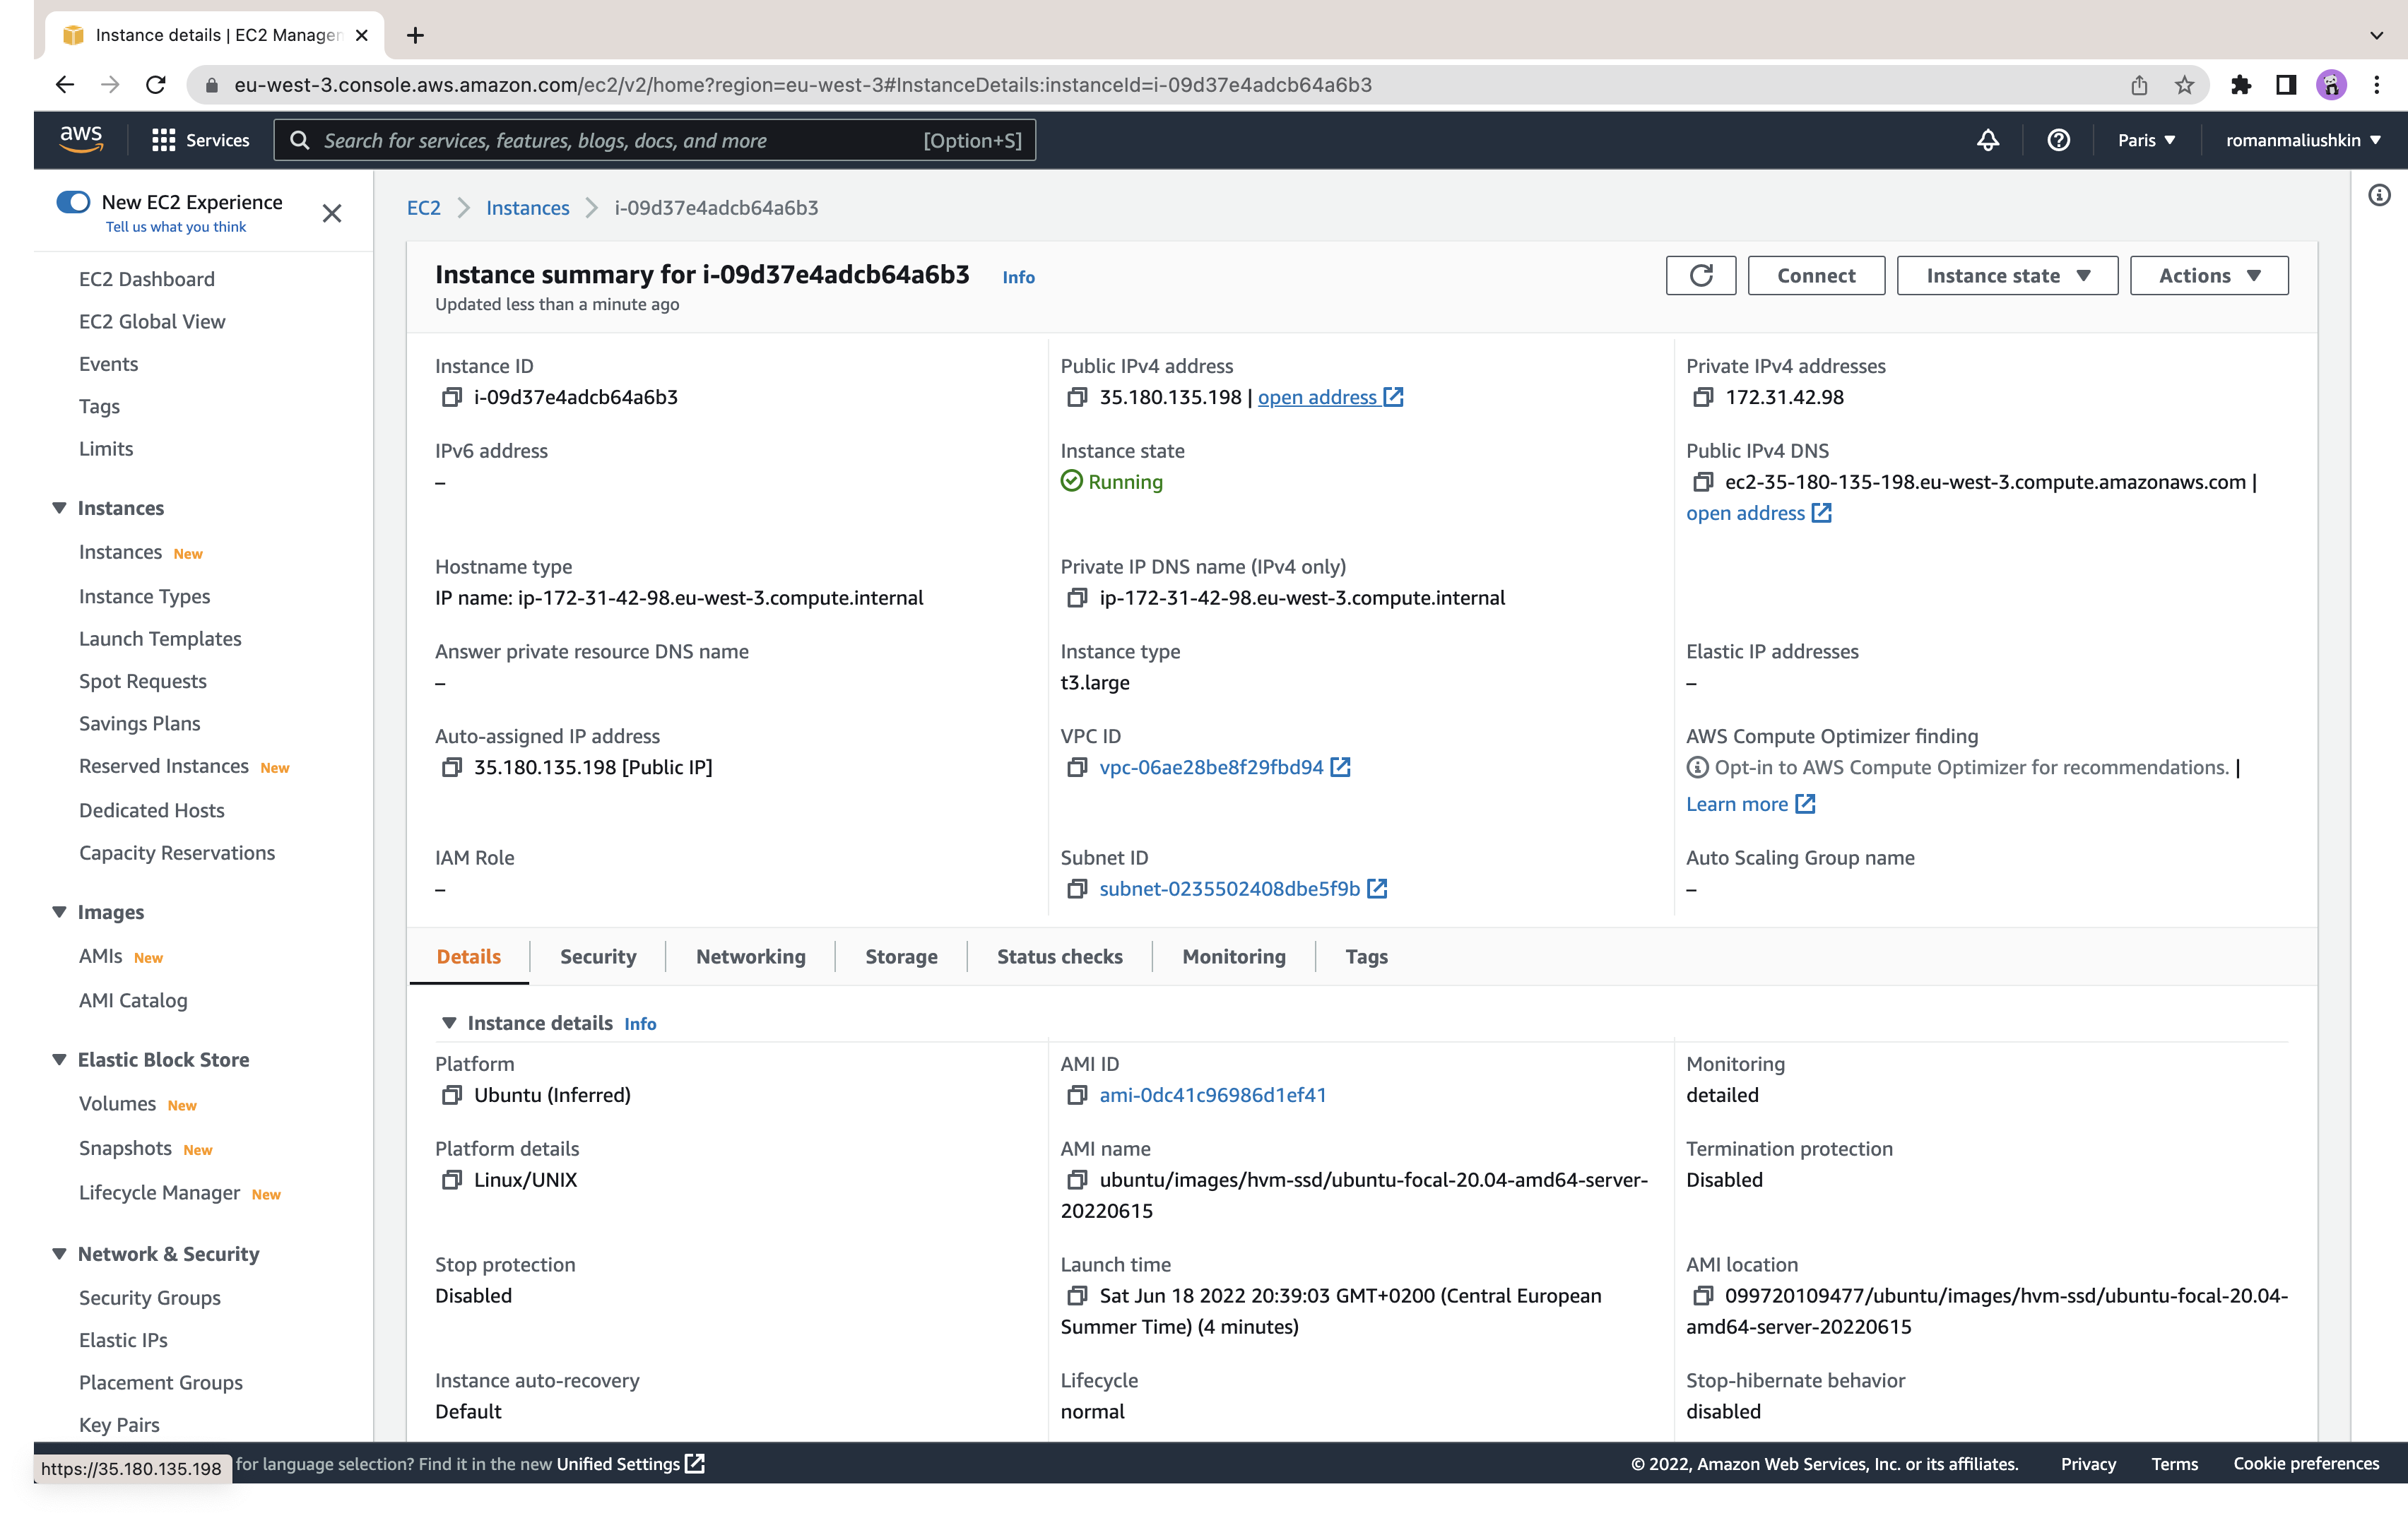 Instance details | EC2 Manager
eu-west-3.console.aws.amazon.com/ec2/v2/home?region=eu-west-3#InstanceDetails:instanceId=i-09d37e4adcb64a6b3
aws
Services
Search for services, features, blogs, docs, and more
[Option+S]
Paris
romanmaliushkin
New EC2 Experience
Tell us what you think
EC2 Dashboard
EC2 Global View
Events
Tags
Limits
Instances
Instances New
Instance Types
Launch Templates
Spot Requests
Savings Plans
Reserved Instances New
Dedicated Hosts
Capacity Reservations
Images
AMIs New
AMI Catalog
Elastic Block Store
Volumes New
Snapshots New
Lifecycle Manager New
Network & Security
Security Groups
Elastic IPs
Placement Groups
Key Pairs
EC2 > Instances > i-09d37e4adcb64a6b3
Instance summary for i-09d37e4adcb64a6b3 Info
Updated less than a minute ago
Connect
Instance state
Actions
Instance ID
i-09d37e4adcb64a6b3
Public IPv4 address
35.180.135.198 | open address
Private IPv4 addresses
172.31.42.98
IPv6 address
–
Instance state
Running
Public IPv4 DNS
ec2-35-180-135-198.eu-west-3.compute.amazonaws.com |
open address
Hostname type
IP name: ip-172-31-42-98.eu-west-3.compute.internal
Private IP DNS name (IPv4 only)
ip-172-31-42-98.eu-west-3.compute.internal
Answer private resource DNS name
–
Instance type
t3.large
Elastic IP addresses
–
Auto-assigned IP address
35.180.135.198 [Public IP]
VPC ID
vpc-06ae28be8f29fbd94
AWS Compute Optimizer finding
Opt-in to AWS Compute Optimizer for recommendations. |
Learn more
IAM Role
–
Subnet ID
subnet-0235502408dbe5f9b
Auto Scaling Group name
–
Details
Security
Networking
Storage
Status checks
Monitoring
Tags
Instance details Info
Platform
Ubuntu (Inferred)
AMI ID
ami-0dc41c96986d1ef41
Monitoring
detailed
Platform details
Linux/UNIX
AMI name
ubuntu/images/hvm-ssd/ubuntu-focal-20.04-amd64-server-
20220615
Termination protection
Disabled
Stop protection
Disabled
Launch time
Sat Jun 18 2022 20:39:03 GMT+0200 (Central European
Summer Time) (4 minutes)
AMI location
099720109477/ubuntu/images/hvm-ssd/ubuntu-focal-20.04-
amd64-server-20220615
Instance auto-recovery
Default
Lifecycle
normal
Stop-hibernate behavior
disabled
https://35.180.135.198
for language selection? Find it in the new Unified Settings
© 2022, Amazon Web Services, Inc. or its affiliates.
Privacy
Terms
Cookie preferences